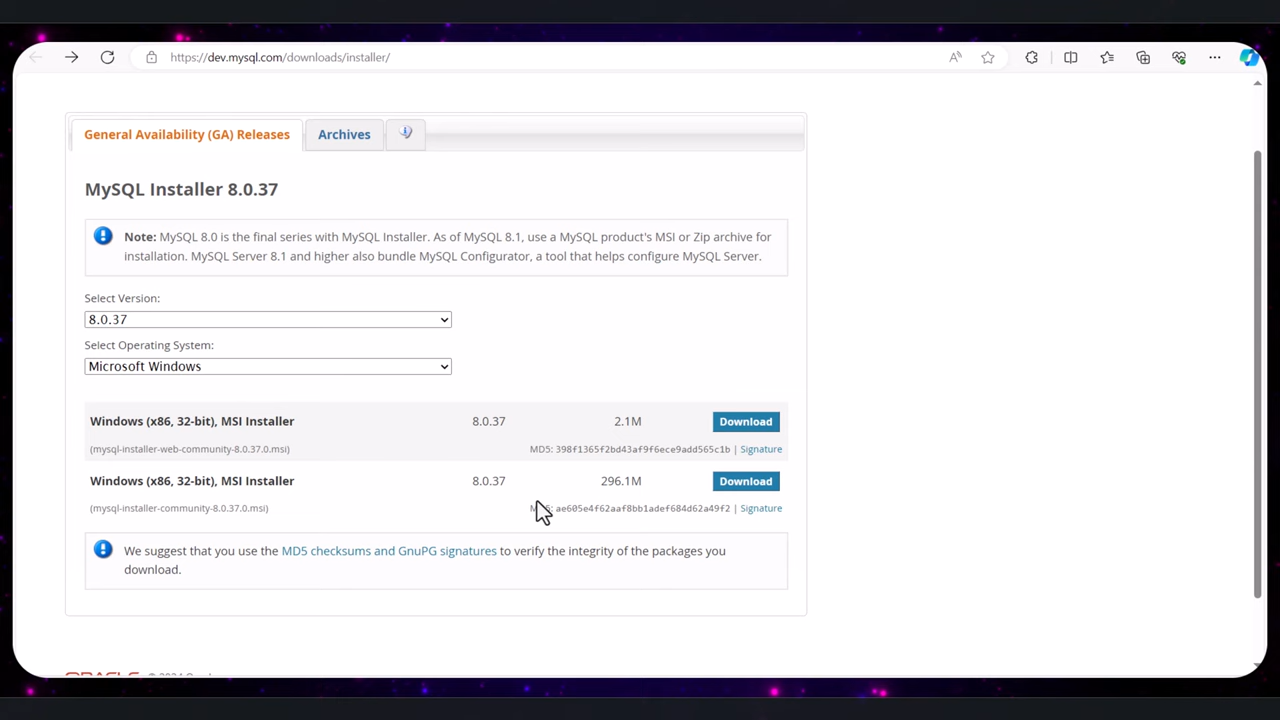 https://dev.mysql.com/downloads/installer/
General Availability (GA) Releases
Archives
MySQL Installer 8.0.37
Note: MySQL 8.0 is the final series with MySQL Installer. As of MySQL 8.1, use a MySQL product's MSI or Zip archive for
installation. MySQL Server 8.1 and higher also bundle MySQL Configurator, a tool that helps configure MySQL Server.
Select Version:
8.0.37
Select Operating System:
Microsoft Windows
Windows (x86, 32-bit), MSI Installer 8.0.37 2.1M Download
(mysql-installer-web-community-8.0.37.0.msi) MD5: 398f1365f2bd43af9f6ece9add565c1b | Signature
Windows (x86, 32-bit), MSI Installer 8.0.37 296.1M Download
(mysql-installer-community-8.0.37.0.msi) ae605e4f62aaf8bb1adef684d62a49f2 | Signature
We suggest that you use the MD5 checksums and GnuPG signatures to verify the integrity of the packages you
download.